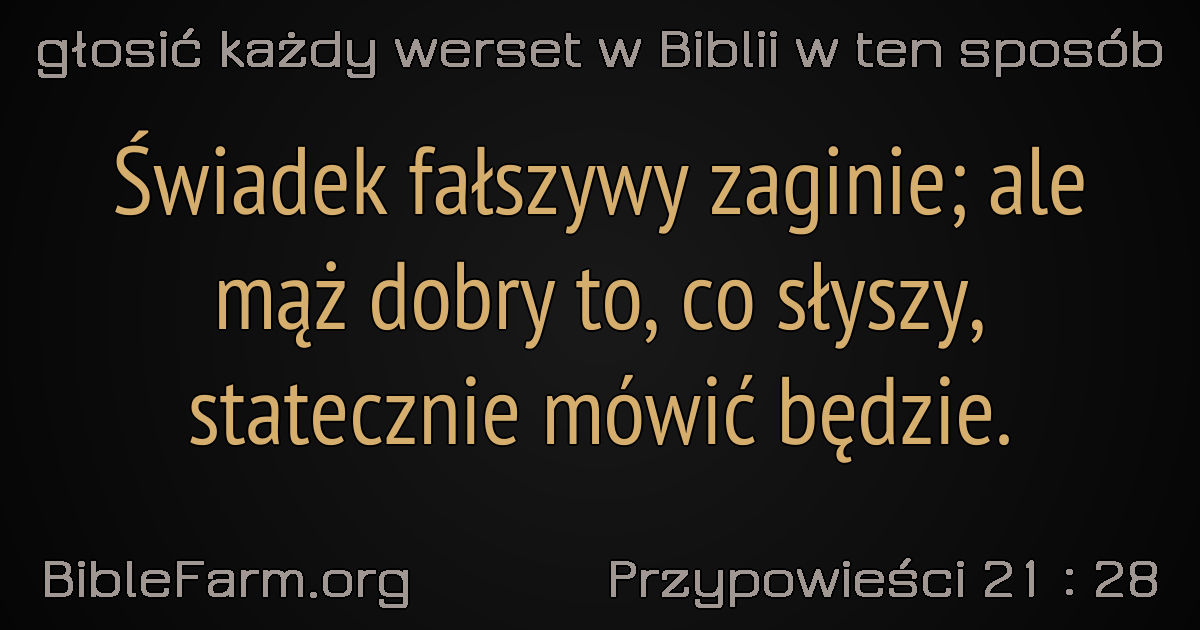 głosić każdy werset w Biblii w ten sposób
Świadek fałszywy zaginie; ale
mąż dobry to, co słyszy,
statecznie mówić będzie.
BibleFarm.org
Przypowieści 21 : 28